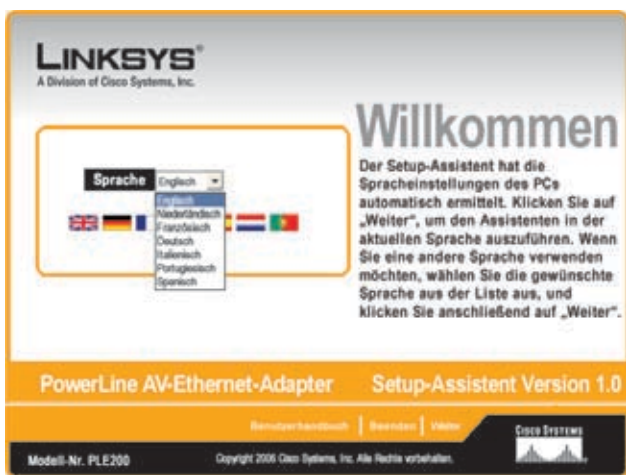 LINKSYS®
A Division of Cisco Systems, Inc.
Willkommen
Sprache Englisch
Englisch
Niederländisch
Französisch
Deutsch
Italienisch
Portugiesisch
Spanisch
Der Setup-Assistent hat die
Spracheinstellungen des PCs
automatisch ermittelt. Klicken Sie auf
„Weiter“, um den Assistenten in der
aktuellen Sprache auszuführen. Wenn
Sie eine andere Sprache verwenden
möchten, wählen Sie die gewünschte
Sprache aus der Liste aus, und
klicken Sie anschließend auf „Weiter“.
PowerLine AV-Ethernet-Adapter Setup-Assistent Version 1.0
Benutzerhandbuch | Beenden | Weiter
CISCO SYSTEMS
Modell-Nr. PLE200 Copyright 2006 Cisco Systems, Inc. Alle Rechte vorbehalten.